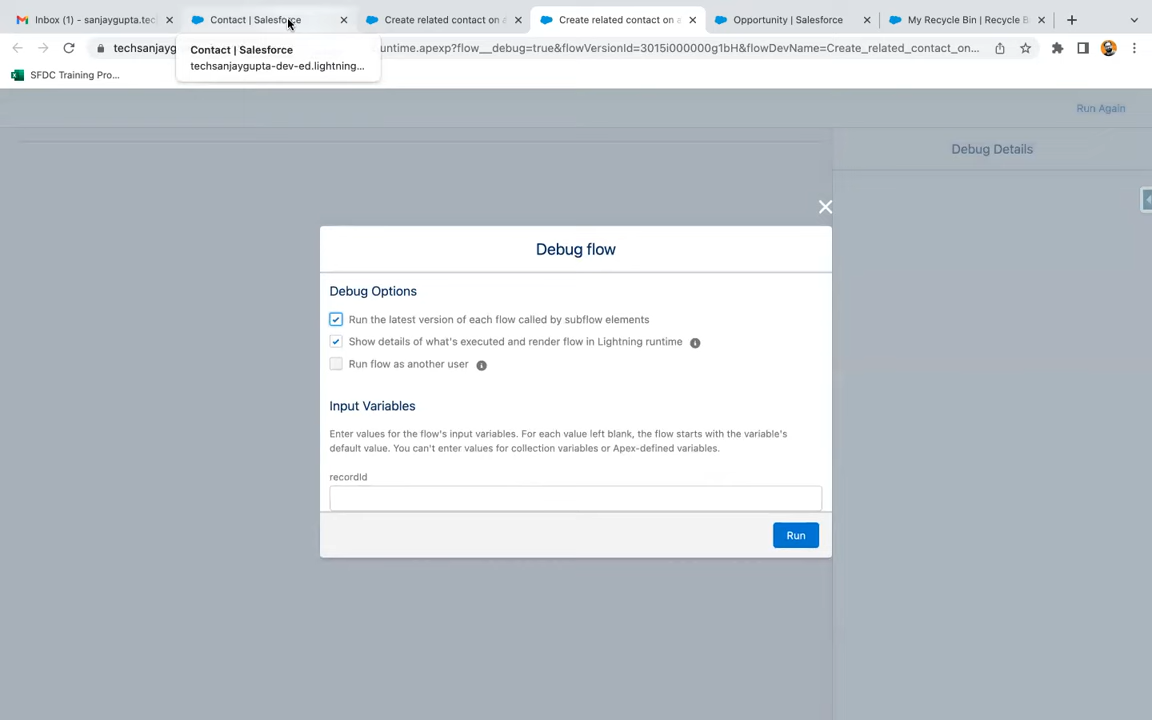 Inbox (1) - sanjaygupta.tec
Contact | Salesforce
Create related contact on a
Create related contact on a
Opportunity | Salesforce
My Recycle Bin | Recycle B
techsanjayg
untime.apexp?flow__debug=true&flowVersionId=3015i000000g1bH&flowDevName=Create_related_contact_on...
Contact | Salesforce
techsanjaygupta-dev-ed.lightning...
SFDC Training Pro...
Run Again
Debug Details
Debug flow
Debug Options
Run the latest version of each flow called by subflow elements
Show details of what's executed and render flow in Lightning runtime
Run flow as another user
Input Variables
Enter values for the flow's input variables. For each value left blank, the flow starts with the variable's
default value. You can't enter values for collection variables or Apex-defined variables.
recordId
Run